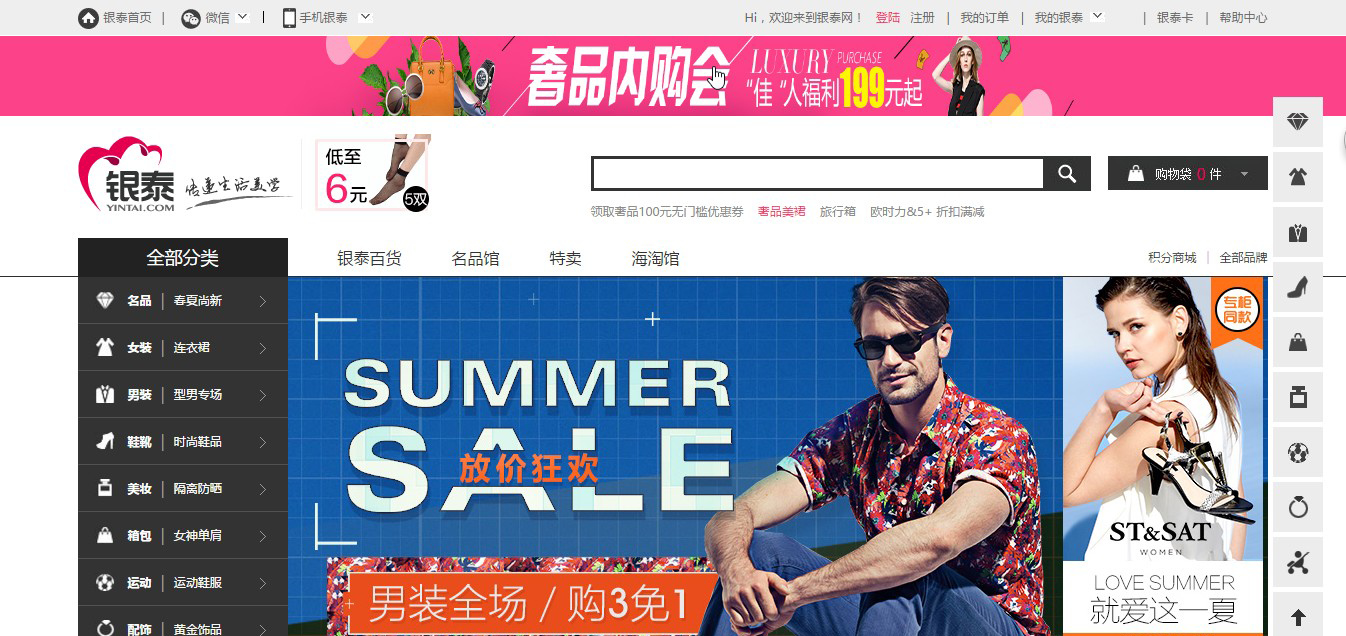 银泰首页 | 微信 | 手机银泰
Hi，欢迎来到银泰网！ 登陆 注册 | 我的订单 | 我的银泰 | 银泰卡 | 帮助中心
奢品内购会
LUXURY PURCHASE
“佳“人福利199元起
银泰
YINTAI.COM
传递生活美学
低至
6元
5双
购物袋 0 件
领取奢品100元无门槛优惠券 奢品美裙 旅行箱 欧时力&5+ 折扣满减
全部分类
银泰百货 名品馆 特卖 海淘馆
积分商城 | 全部品牌
名品 | 春夏尚新
女装 | 连衣裙
男装 | 型男专场
鞋靴 | 时尚鞋品
美妆 | 隔离防晒
箱包 | 女神单肩
运动 | 运动鞋服
配饰 | 黄金饰品
SUMMER
SALE
放价狂欢
男装全场 / 购3免1
专柜
同款
ST&SAT
WOMEN
LOVE SUMMER
就爱这一夏